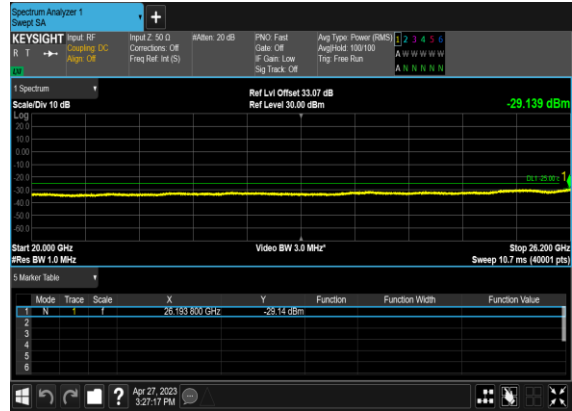 Spectrum Analyzer 1
Swept SA
+
KEYSIGHT Input: RF Input Z: 50 Ω #Atten: 20 dB PNO: Fast Avg Type: Power (RMS) 1 2 3 4 5 6
R T Coupling: DC Corrections: Off Gate: Off Avg|Hold: 100/100 A W W W W W
Align: Off Freq Ref: Int (S) IF Gain: Low Trig: Free Run
Sig Track: Off A N N N N N
1 Spectrum
Ref Lvl Offset 33.07 dB
Scale/Div 10 dB Ref Level 30.00 dBm -29.139 dBm
Log
20.0
10.0
0.00
-10.0
-20.0 1
-30.0
-40.0
-50.0
-60.0
Start 20.000 GHz Video BW 3.0 MHz* Stop 26.200 GHz
#Res BW 1.0 MHz Sweep 10.7 ms (40001 pts)
5 Marker Table
Mode Trace Scale X Y Function Function Width Function Value
1 N 1 f 26.193 800 GHz -29.14 dBm
2
3
4
5
6
? Apr 27, 2023
3:27:17 PM